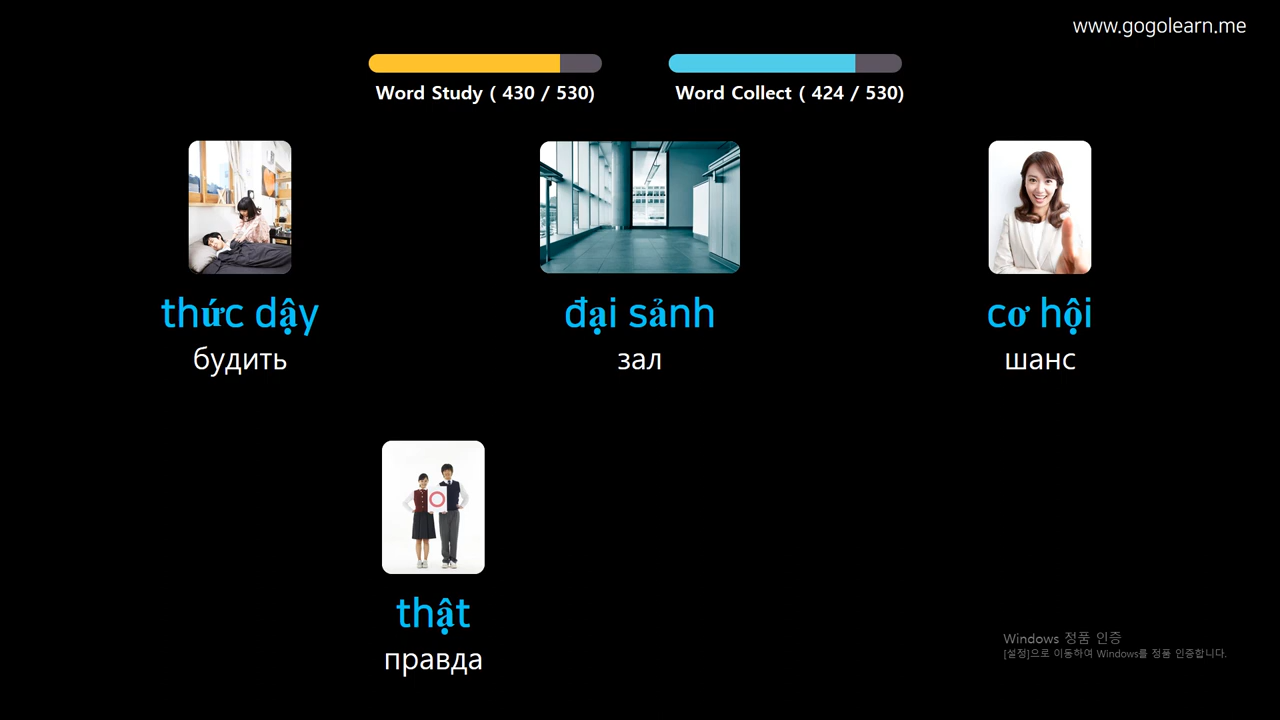 www.gogolearn.me
Word Study ( 430 / 530)
Word Collect ( 424 / 530)
thức dậy
будить
đại sảnh
зал
cơ hội
шанс
thật
правда
Windows 정품 인증
[설정]으로 이동하여 Windows를 정품 인증합니다.